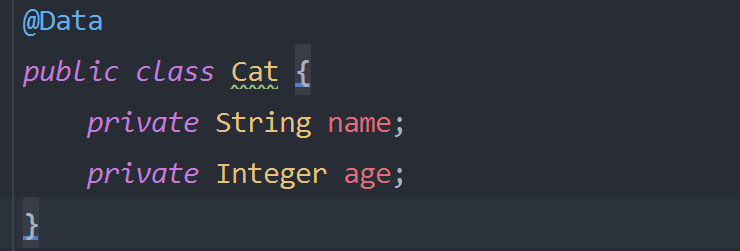 @Data
public class Cat {
    private String name;
    private Integer age;
}